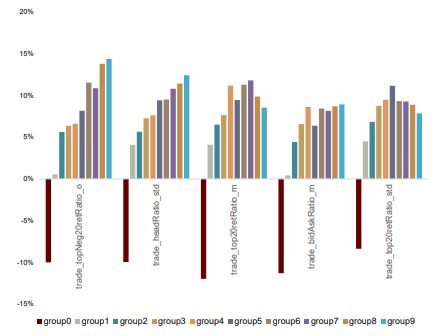 20%
15%
10%
5%
0%
-5%
-10%
-15%
trade_topNeg20retRatio_o
trade_headRatio_std
trade_top20retRatio_m
trade_bidAskRatio_m
trade_top20retRatio_std
group0 group1 group2 group3 group4 group5 group6 group7 group8 group9